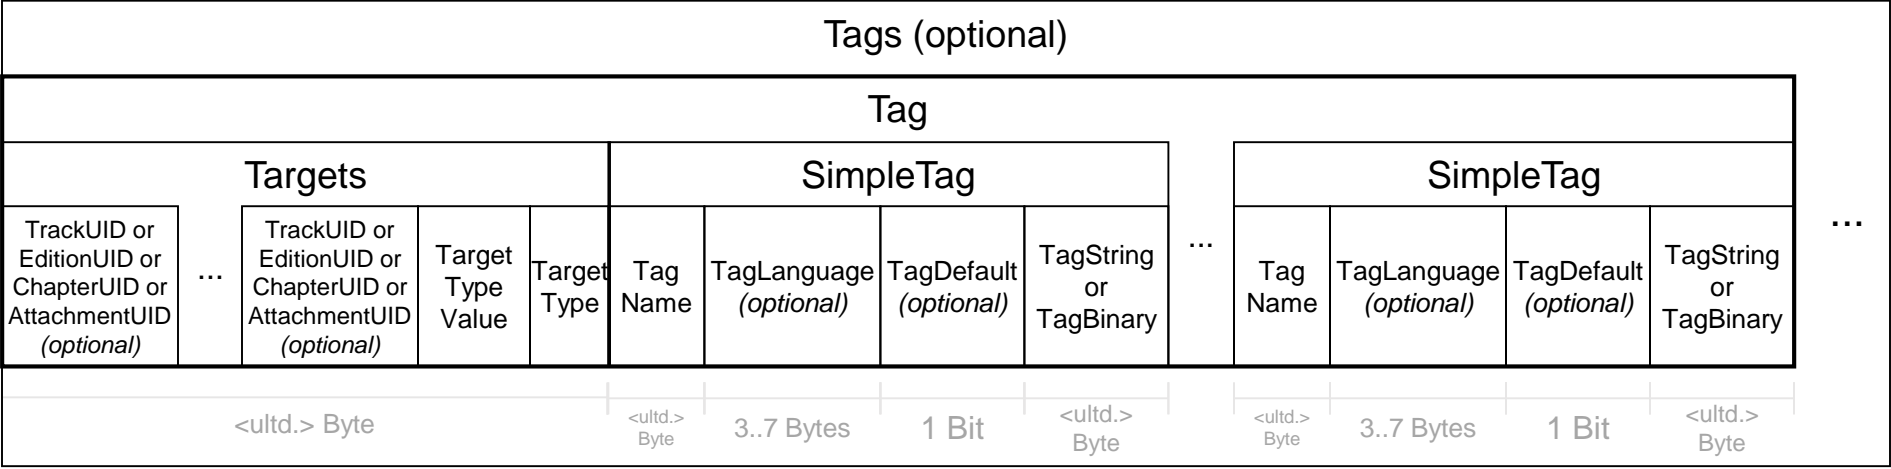 Tags (optional)
Tag
Targets
SimpleTag
SimpleTag
TrackUID or
EditionUID or
ChapterUID or
AttachmentUID
(optional)
...
TrackUID or
EditionUID or
ChapterUID or
AttachmentUID
(optional)
Target
Type
Value
Target
Type
Tag
Name
TagLanguage
(optional)
TagDefault
(optional)
TagString
or
TagBinary
...
Tag
Name
TagLanguage
(optional)
TagDefault
(optional)
TagString
or
TagBinary
...
<ultd.> Byte
<ultd.>
Byte
3..7 Bytes
1 Bit
<ultd.>
Byte
<ultd.>
Byte
3..7 Bytes
1 Bit
<ultd.>
Byte